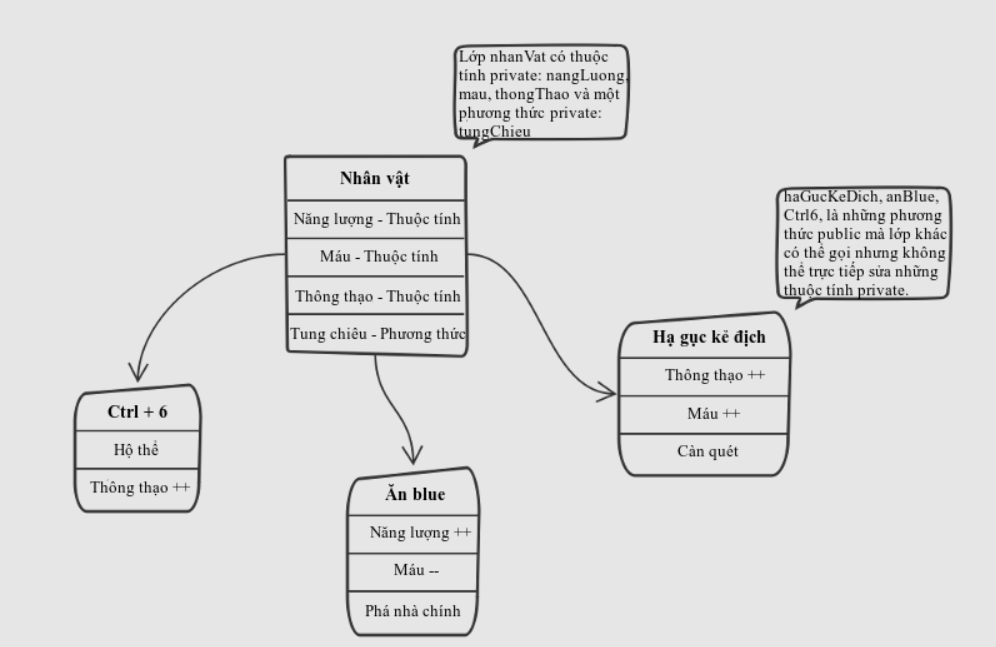 Lớp nhanVat có thuộc
tính private: nangLuong,
mau, thongThao và một
phương thức private:
tungChieu
Nhân vật
Năng lượng - Thuộc tính
Máu - Thuộc tính
Thông thạo - Thuộc tính
Tung chiêu - Phương thức
haGucKeDich, anBlue,
Ctrl6, là những phương
thức public mà lớp khác
có thể gọi nhưng không
thể trực tiếp sửa những
thuộc tính private.
Hạ gục kẻ địch
Thông thạo ++
Máu ++
Càn quét
Ctrl + 6
Hộ thể
Thông thạo ++
Ăn blue
Năng lượng ++
Máu --
Phá nhà chính